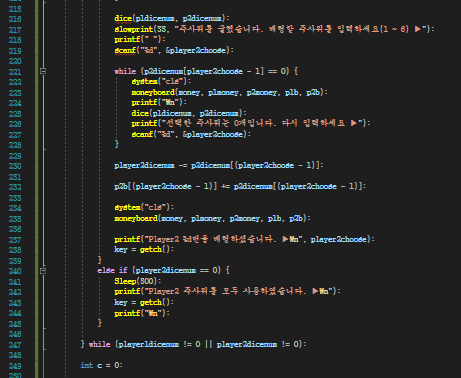 215
216 dice(pldicenum, p2dicenum);
217 slowprint(38, "주사위를 굴렸습니다. 배팅할 주사위를 입력하세요(1 ~ 6) ▶");
218 printf(" ");
219 scanf("%d", &player2choose);
220
221 while (p2dicenum[player2choose - 1] == 0) {
222 system("cls");
223 moneyboard(money, plmoney, p2money, plb, p2b);
224 printf("₩n");
225 dice(pldicenum, p2dicenum);
226 printf("선택한 주사위는 0개입니다. 다시 입력하세요 ▶");
227 scanf("%d", &player2choose);
228 }
229
230 player2dicenum -= p2dicenum[(player2choose - 1)];
231
232 p2b[(player2choose - 1)] += p2dicenum[(player2choose - 1)];
233
234 system("cls");
235 moneyboard(money, plmoney, p2money, plb, p2b);
236
237 printf("Player2 %d번을 배팅하셨습니다. ▶₩n", player2choose);
238 key = getch();
239 }
240 else if (player2dicenum == 0) {
241 Sleep(800);
242 printf("Player2 주사위를 모두 사용하였습니다. ▶₩n");
243 key = getch();
244 printf("₩n");
245 }
246
247 } while (player1dicenum != 0 || player2dicenum != 0);
248
249 int c = 0;
250